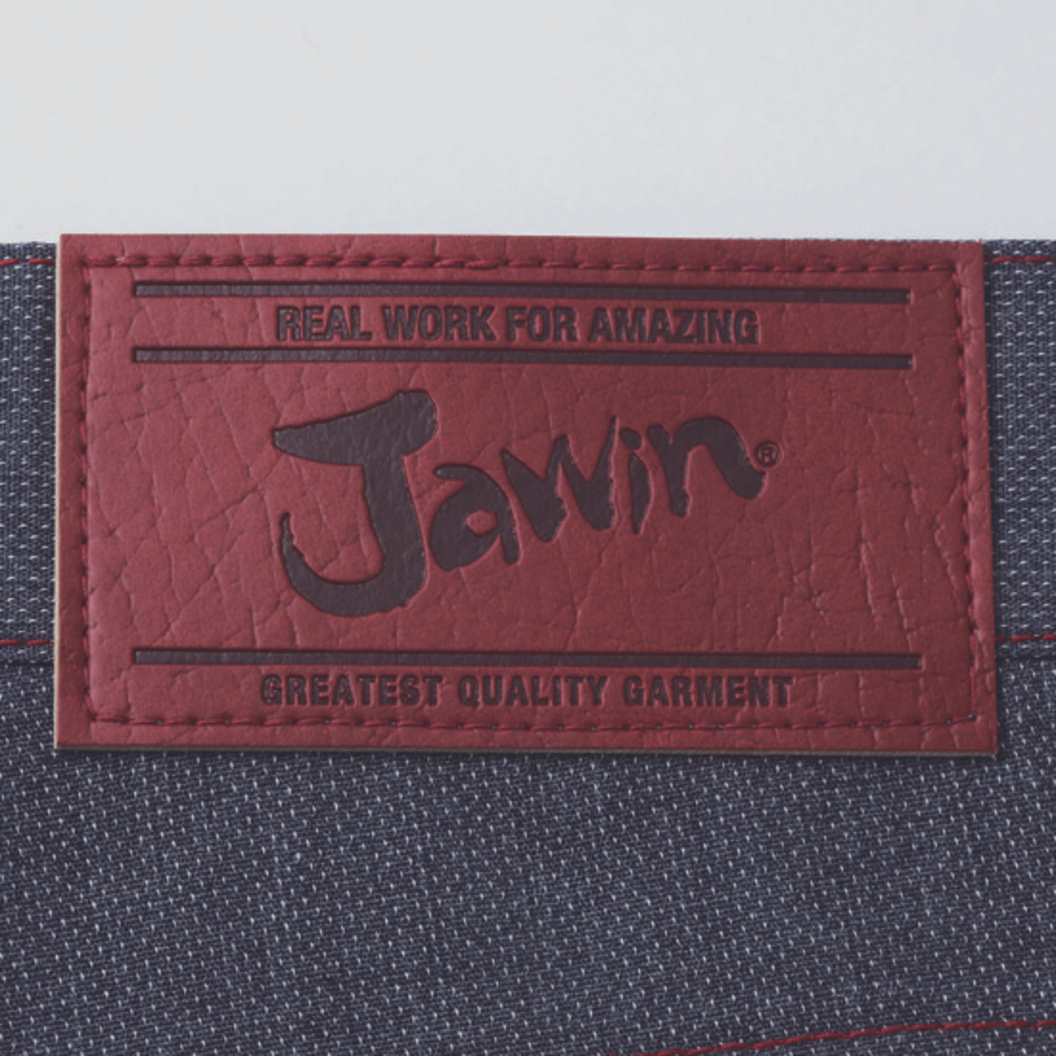 REAL WORK FOR AMAZING
Jawin®
GREATEST QUALITY GARMENT